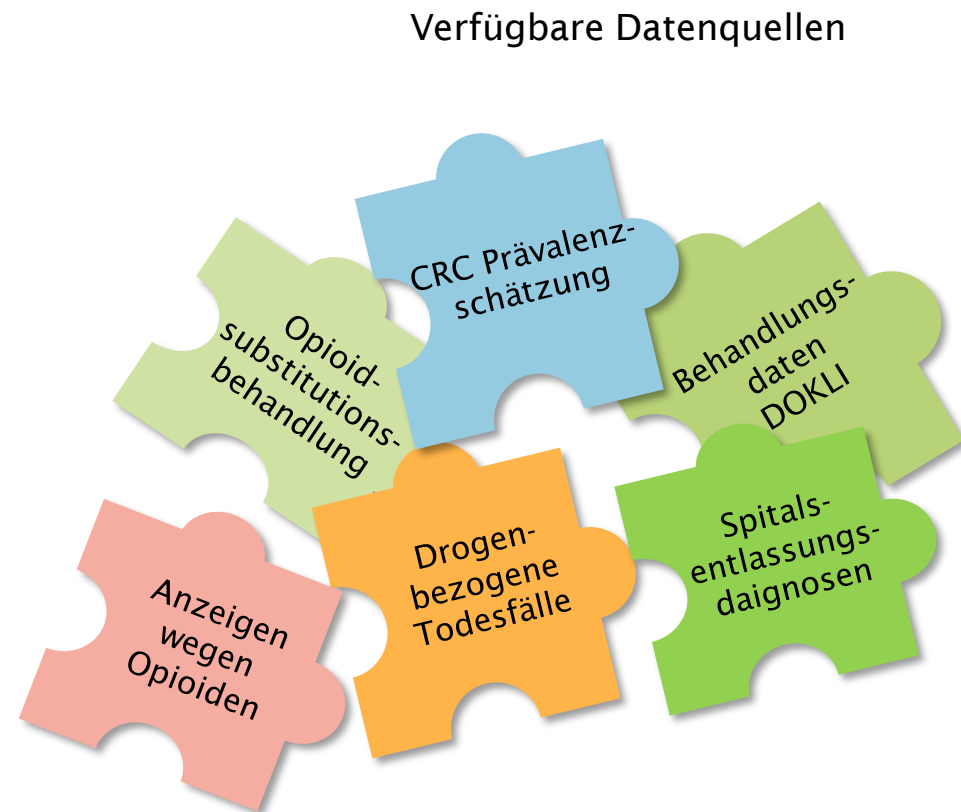 Verfügbare Datenquellen
CRC Prävalenz-
schätzung
Opioid-
substitutions-
behandlung
Behandlungs-
daten
DOKLI
Anzeigen
wegen
Opioiden
Drogen-
bezogene
Todesfälle
Spitals-
entlassungs-
daignosen